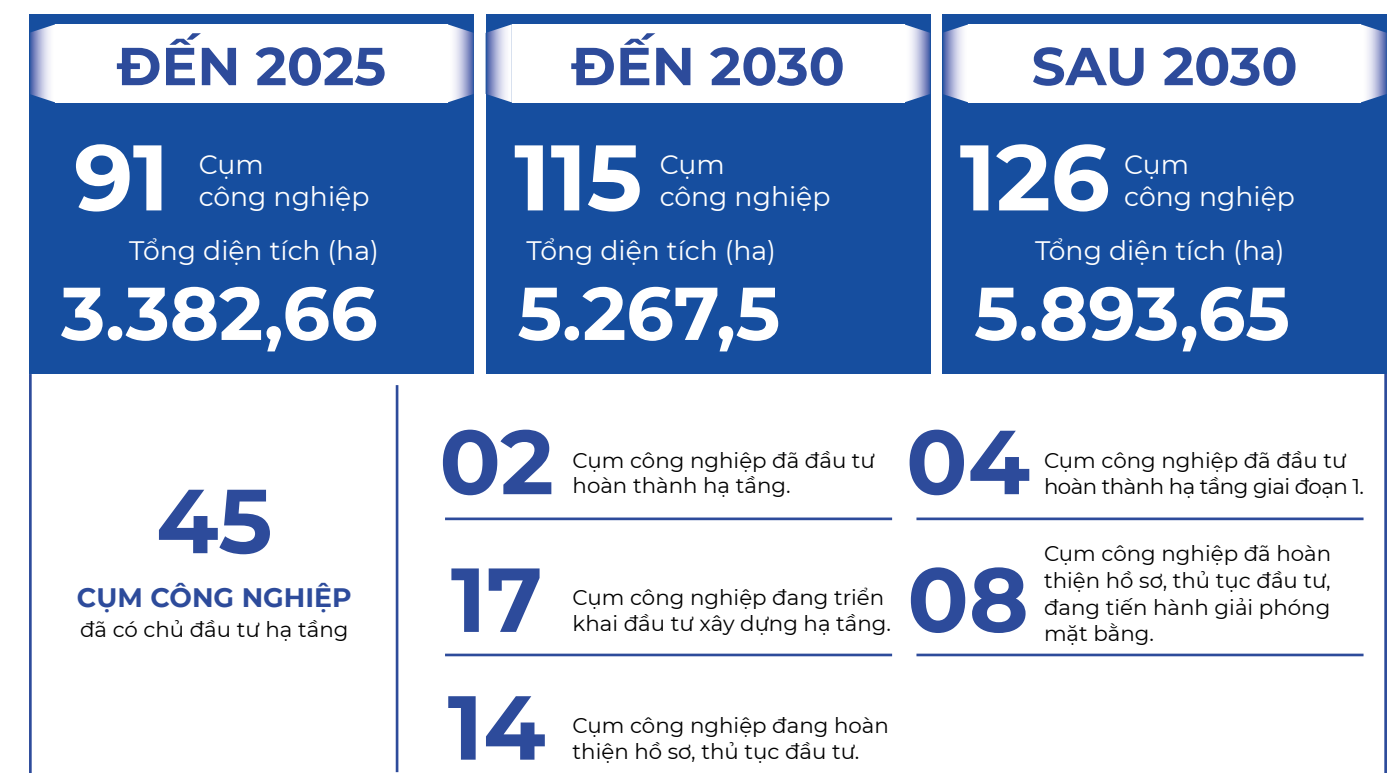 ĐẾN 2025
91
Cụm
công nghiệp
Tổng diện tích (ha)
3.382,66
ĐẾN 2030
115
Cụm
công nghiệp
Tổng diện tích (ha)
5.267,5
SAU 2030
126
Cụm
công nghiệp
Tổng diện tích (ha)
5.893,65
45
CỤM CÔNG NGHIỆP
đã có chủ đầu tư hạ tầng
02
Cụm công nghiệp đã đầu tư
hoàn thành hạ tầng.
04
Cụm công nghiệp đã đầu tư
hoàn thành hạ tầng giai đoạn 1.
17
Cụm công nghiệp đang triển
khai đầu tư xây dựng hạ tầng.
08
Cụm công nghiệp đã hoàn
thiện hồ sơ, thủ tục đầu tư,
đang tiến hành giải phóng
mặt bằng.
14
Cụm công nghiệp đang hoàn
thiện hồ sơ, thủ tục đầu tư.